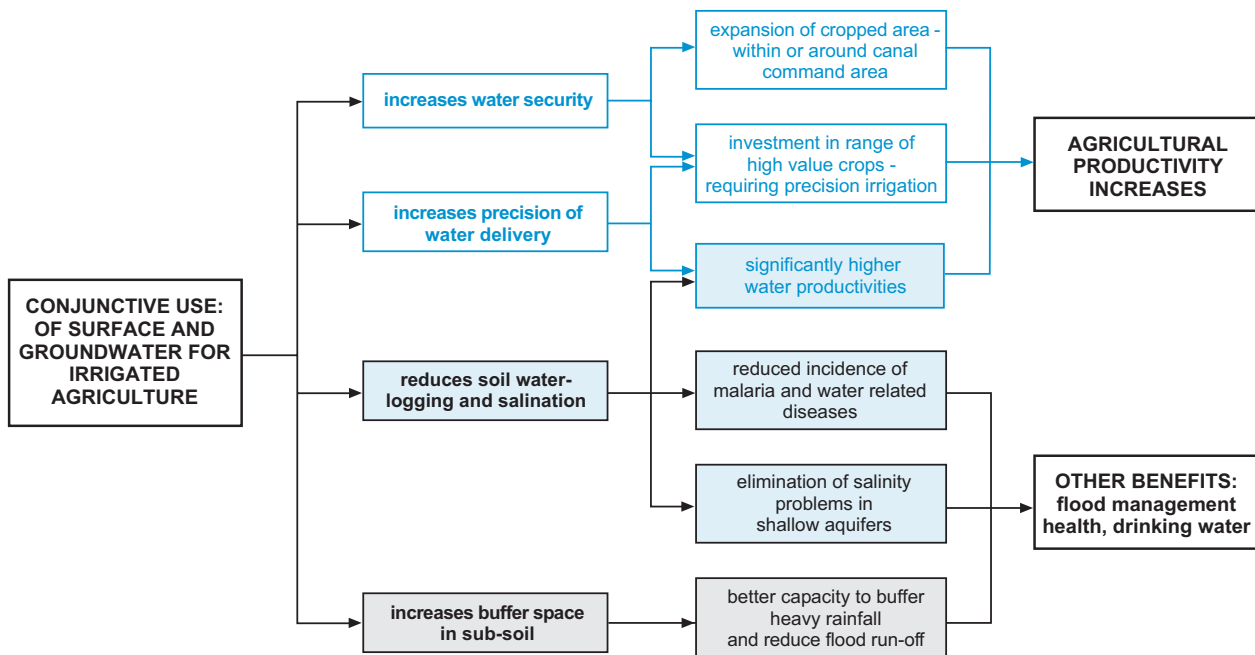 CONJUNCTIVE USE:
OF SURFACE AND
GROUNDWATER FOR
IRRIGATED
AGRICULTURE
increases water security
increases precision of
water delivery
reduces soil water-
logging and salination
increases buffer space
in sub-soil
expansion of cropped area -
within or around canal
command area
investment in range of
high value crops -
requiring precision irrigation
significantly higher
water productivities
reduced incidence of
malaria and water related
diseases
elimination of salinity
problems in
shallow aquifers
better capacity to buffer
heavy rainfall
and reduce flood run-off
AGRICULTURAL
PRODUCTIVITY
INCREASES
OTHER BENEFITS:
flood management
health, drinking water